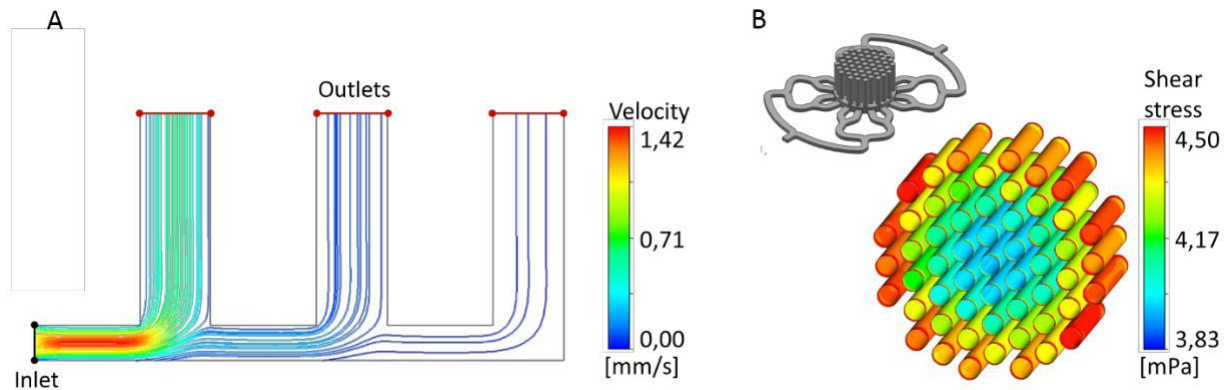 A
Outlets
Inlet
Velocity
1,42
0,71
0,00
[mm/s]
B
Shear
stress
4,50
4,17
3,83
[mPa]